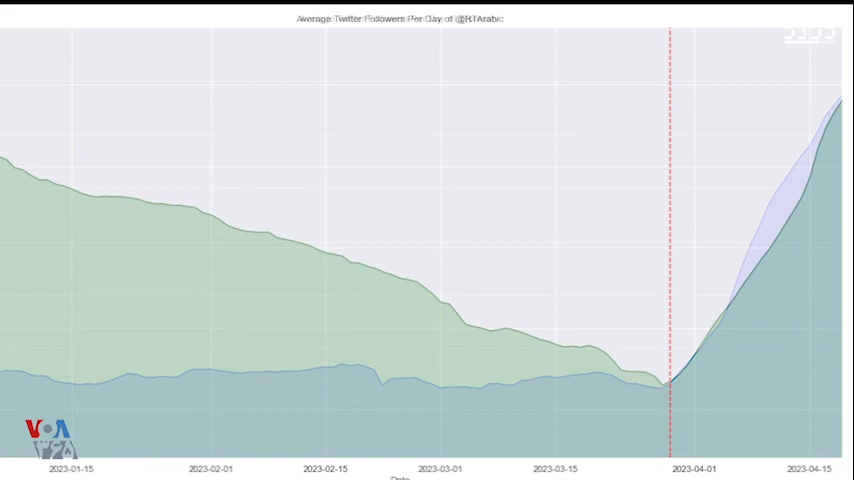 Average Twitter Followers Per Day of @RTArabic
VOA
2023-01-15 2023-02-01 2023-02-15 2023-03-01 2023-03-15 2023-04-01 2023-04-15
Date